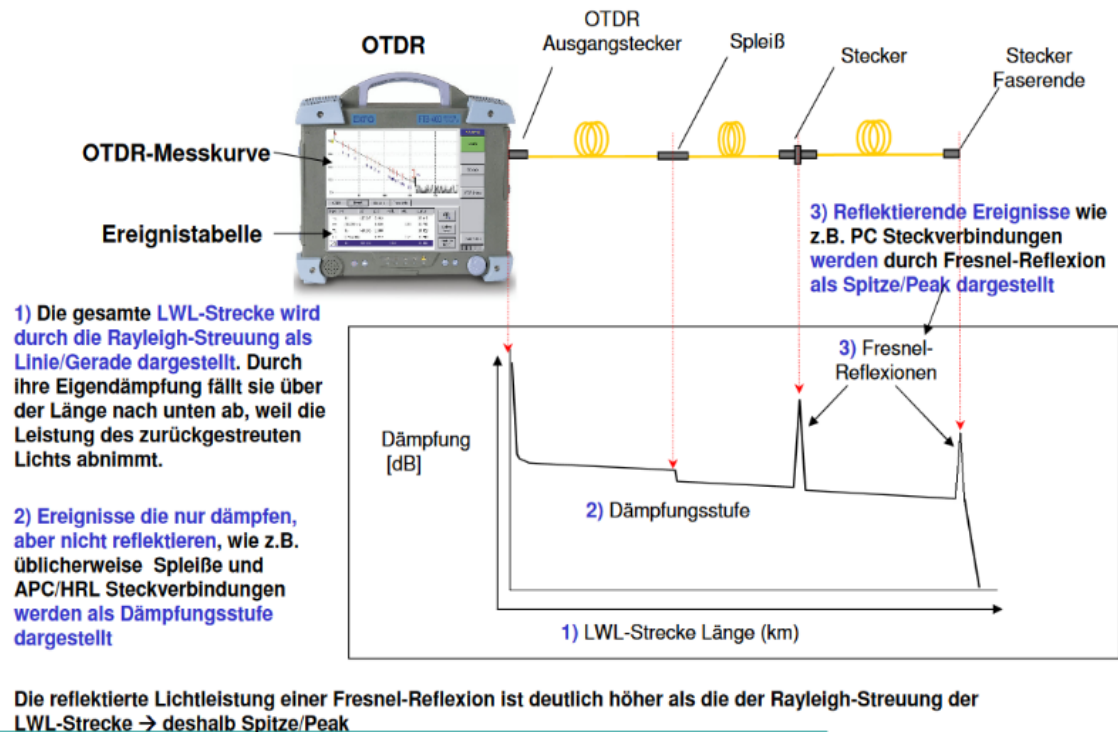 OTDR
Ausgangstecker
Spleiß
Stecker
Stecker
Faserende
OTDR
EXFO
OTDR-Messkurve
Ereignistabelle
3) Reflektierende Ereignisse wie
z.B. PC Steckverbindungen
werden durch Fresnel-Reflexion
als Spitze/Peak dargestellt
1) Die gesamte LWL-Strecke wird
durch die Rayleigh-Streuung als
Linie/Gerade dargestellt. Durch
ihre Eigendämpfung fällt sie über
der Länge nach unten ab, weil die
Leistung des zurückgestreuten
Lichts abnimmt.
2) Ereignisse die nur dämpfen,
aber nicht reflektieren, wie z.B.
üblicherweise Spleiße und
APC/HRL Steckverbindungen
werden als Dämpfungsstufe
dargestellt
3) Fresnel-
Reflexionen
Dämpfung
[dB]
2) Dämpfungsstufe
1) LWL-Strecke Länge (km)
Die reflektierte Lichtleistung einer Fresnel-Reflexion ist deutlich höher als die der Rayleigh-Streuung der
LWL-Strecke → deshalb Spitze/Peak